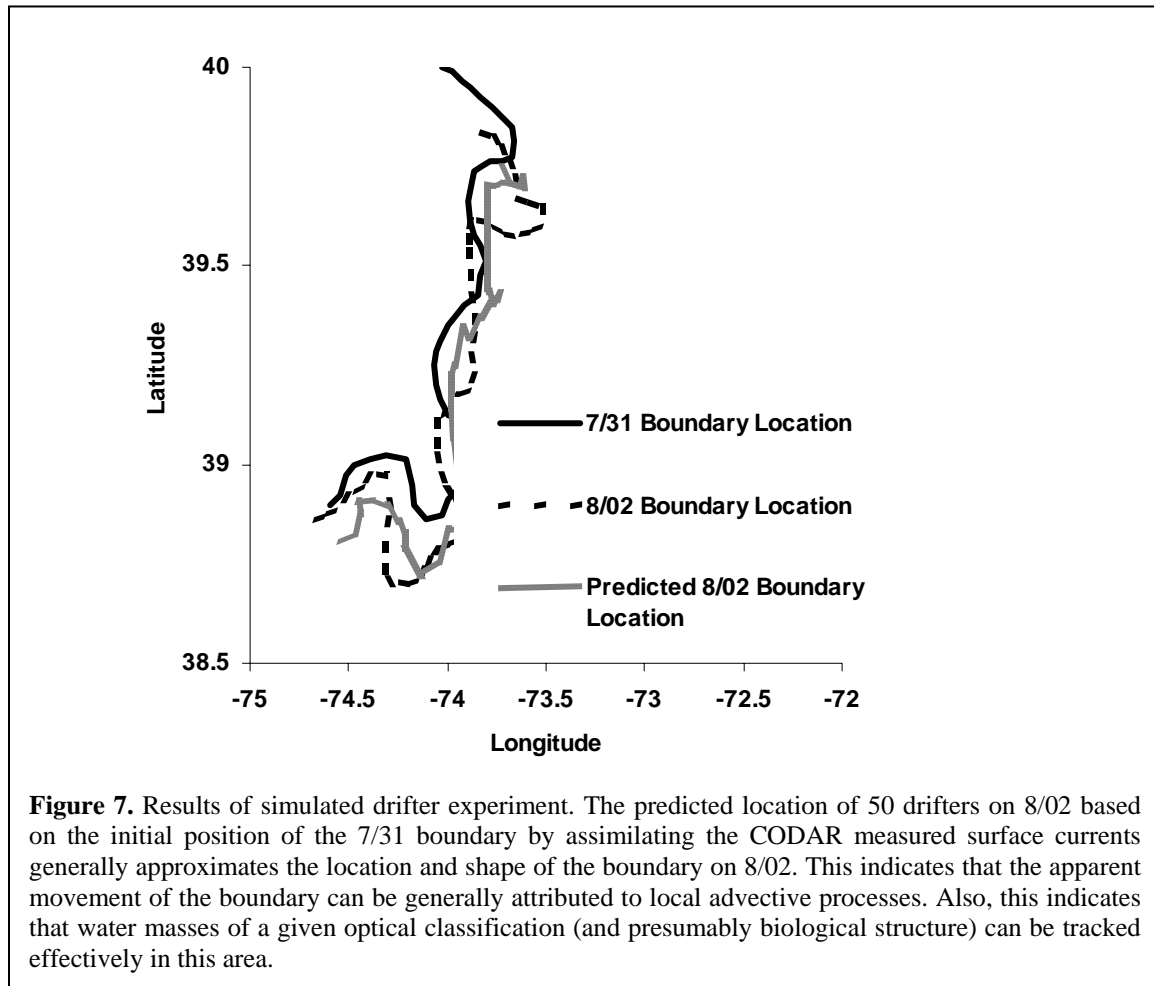 40
39.5
39
38.5
Latitude
7/31 Boundary Location
8/02 Boundary Location
Predicted 8/02 Boundary
Location
-75 -74.5 -74 -73.5 -73 -72.5 -72
Longitude
Figure 7. Results of simulated drifter experiment. The predicted location of 50 drifters on 8/02 based
on the initial position of the 7/31 boundary by assimilating the CODAR measured surface currents
generally approximates the location and shape of the boundary on 8/02. This indicates that the apparent
movement of the boundary can be generally attributed to local advective processes. Also, this indicates
that water masses of a given optical classification (and presumably biological structure) can be tracked
effectively in this area.